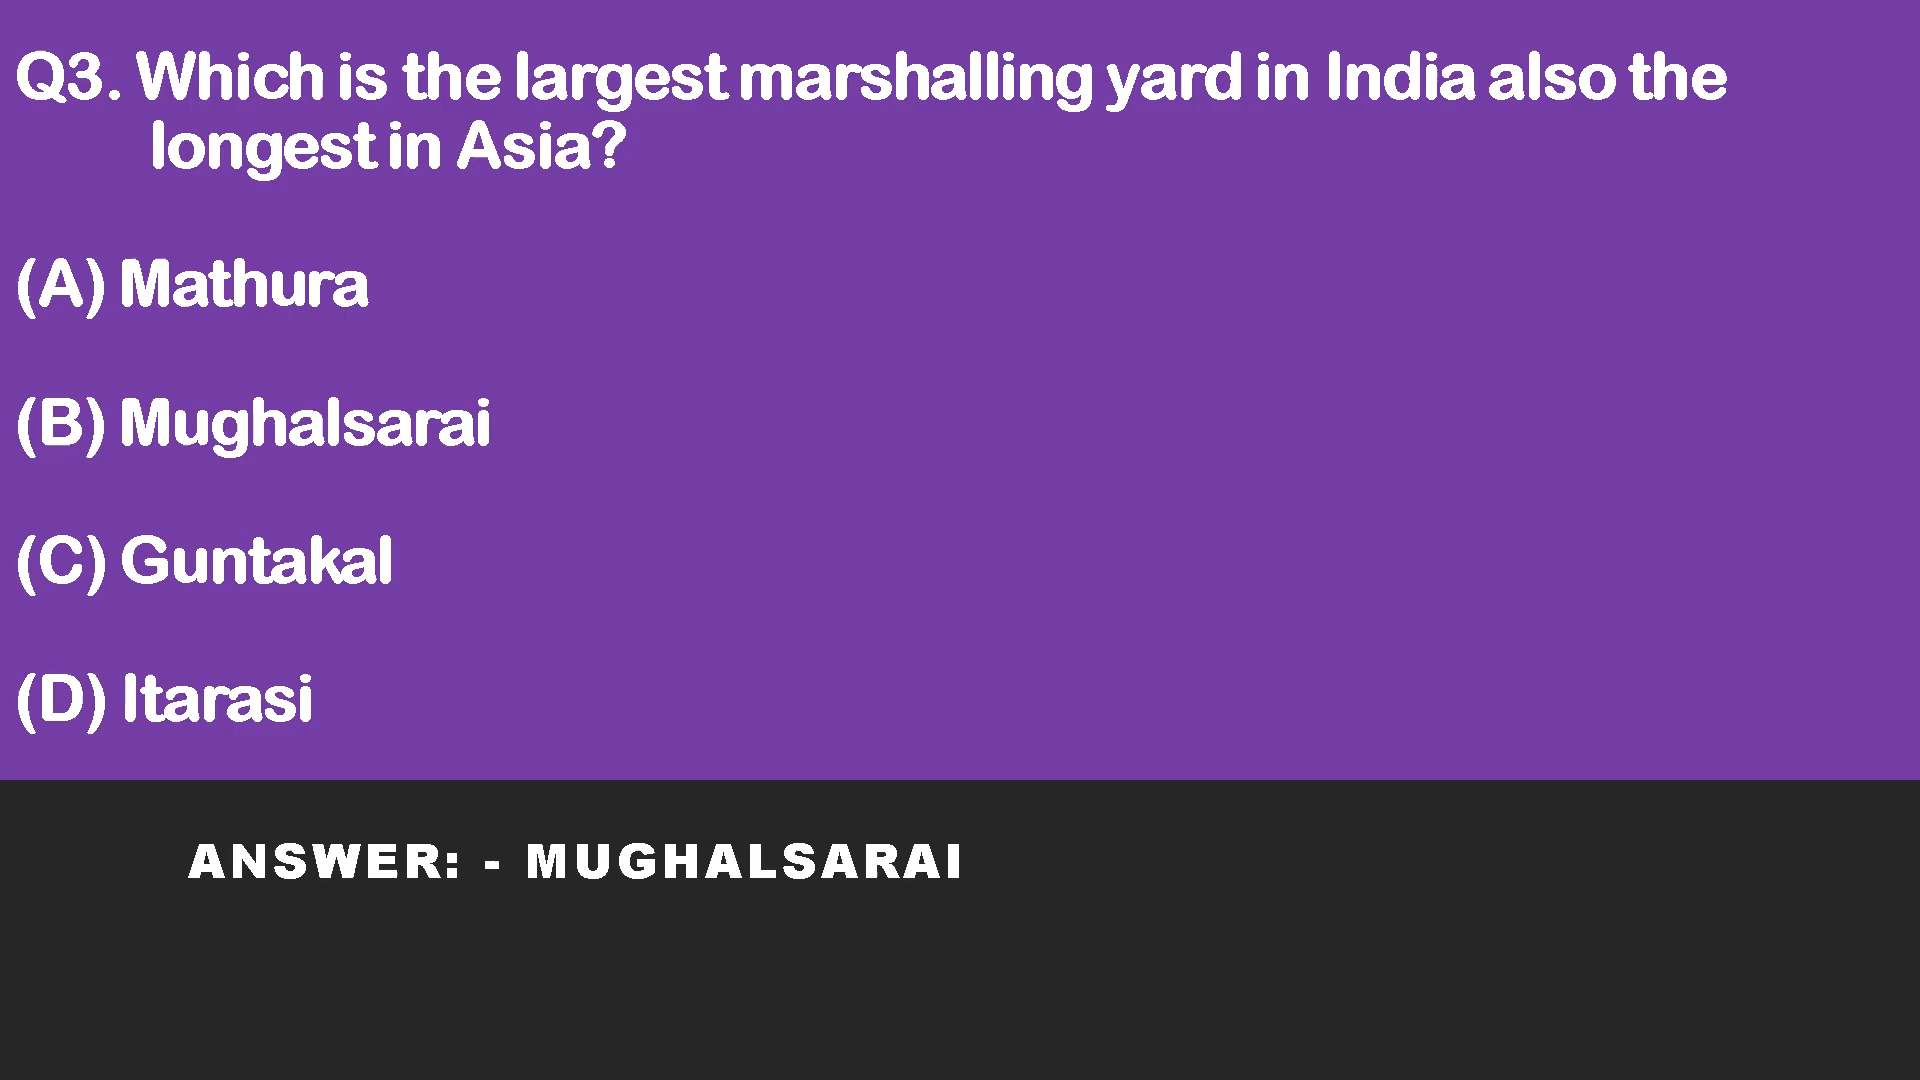 Q3. Which is the largest marshalling yard in India also the
longest in Asia?
(A) Mathura
(B) Mughalsarai
(C) Guntakal
(D) Itarasi
ANSWER: - MUGHALSARAI